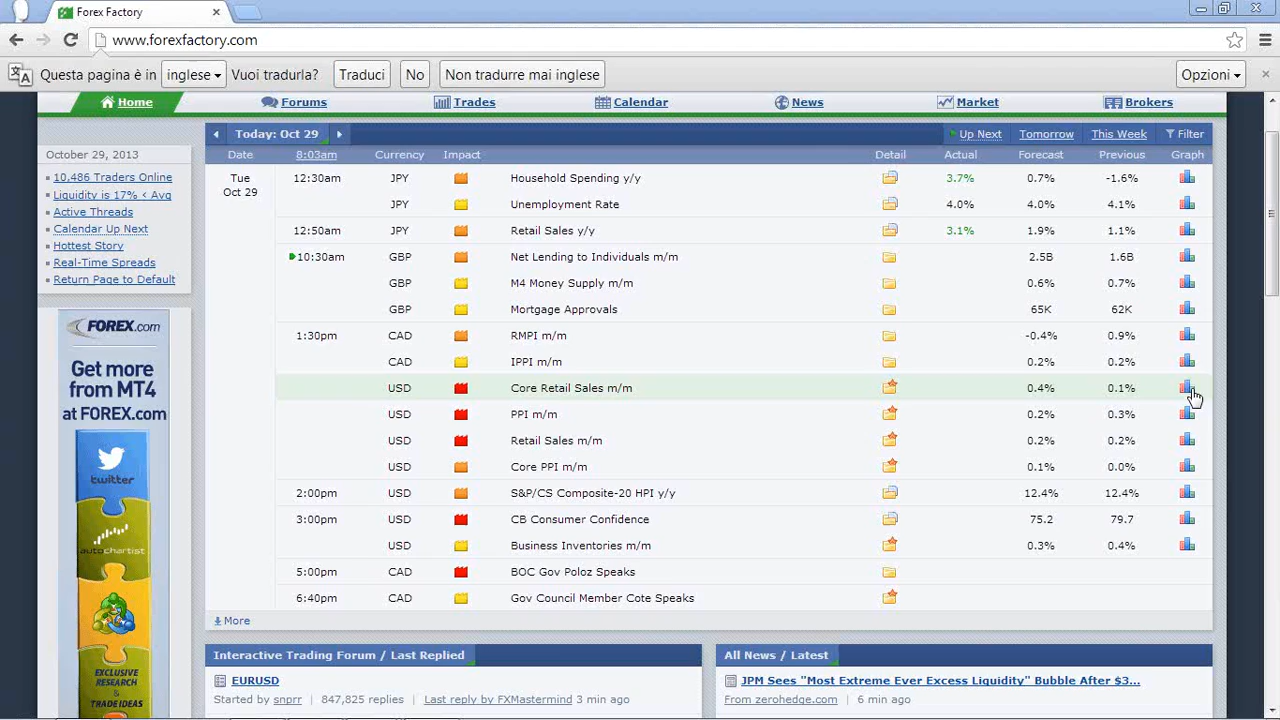 Forex Factory
www.forexfactory.com
Questa pagina è in inglese Vuoi tradurla? Traduci No Non tradurre mai inglese Opzioni
Home Forums Trades Calendar News Market Brokers
October 29, 2013
10,486 Traders Online
Liquidity is 17% < Avg
Active Threads
Calendar Up Next
Hottest Story
Real-Time Spreads
Return Page to Default
FOREX.com
Get more
from MT4
at FOREX.com
twitter
autochartist
EXCLUSIVE
RESEARCH
& TRADE IDEAS
Today: Oct 29 Up Next Tomorrow This Week Filter
Date 8:03am Currency Impact Detail Actual Forecast Previous Graph
Tue 12:30am JPY Household Spending y/y 3.7% 0.7% -1.6%
Oct 29
JPY Unemployment Rate 4.0% 4.0% 4.1%
12:50am JPY Retail Sales y/y 3.1% 1.9% 1.1%
10:30am GBP Net Lending to Individuals m/m 2.5B 1.6B
GBP M4 Money Supply m/m 0.6% 0.7%
GBP Mortgage Approvals 65K 62K
1:30pm CAD RMPI m/m -0.4% 0.9%
CAD IPPI m/m 0.2% 0.2%
USD Core Retail Sales m/m 0.4% 0.1%
USD PPI m/m 0.2% 0.3%
USD Retail Sales m/m 0.2% 0.2%
USD Core PPI m/m 0.1% 0.0%
2:00pm USD S&P/CS Composite-20 HPI y/y 12.4% 12.4%
3:00pm USD CB Consumer Confidence 75.2 79.7
USD Business Inventories m/m 0.3% 0.4%
5:00pm CAD BOC Gov Poloz Speaks
6:40pm CAD Gov Council Member Cote Speaks
More
Interactive Trading Forum / Last Replied
EURUSD
Started by snprr | 847,825 replies | Last reply by FXMastermind 3 min ago
All News / Latest
JPM Sees "Most Extreme Ever Excess Liquidity" Bubble After $3...
From zerohedge.com | 6 min ago